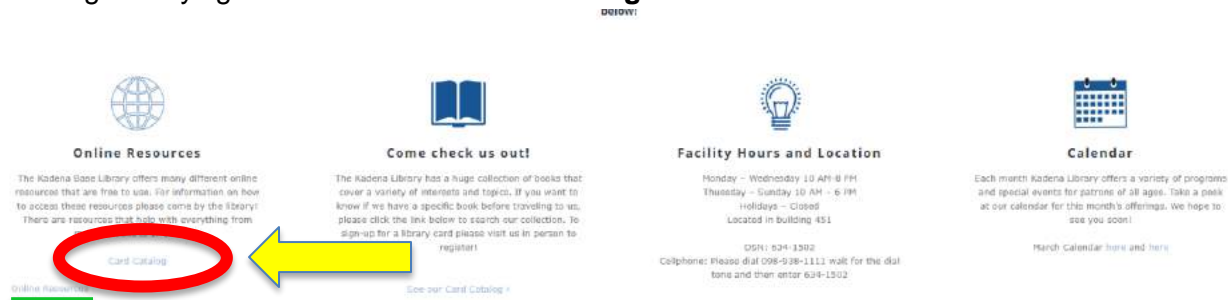 below:
Online Resources
The Kadena Base Library offers many different online
resources that are free to use. For information on how
to access these resources please come by the library!
There are resources that help with everything from
Card Catalog
Online Resources
Come check us out!
The Kadena Library has a huge collection of books that
cover a variety of interests and topics. If you want to
know if we have a specific book before traveling to us,
please click the link below to search our collection. To
sign-up for a library card please visit us in person to
register!
See our Card Catalog >
Facility Hours and Location
Monday – Wednesday 10 AM-8 PM
Thursday – Sunday 10 AM – 6 PM
Holidays – Closed
Located in building 451
DSN: 634-1502
Cellphone: Please dial 098-938-1111 wait for the dial
tone and then enter 634-1502
Calendar
Each month Kadena Library offers a variety of programs
and special events for patrons of all ages. Take a peek
at our calendar for this month's offerings. We hope to
see you soon!
March Calendar here and here